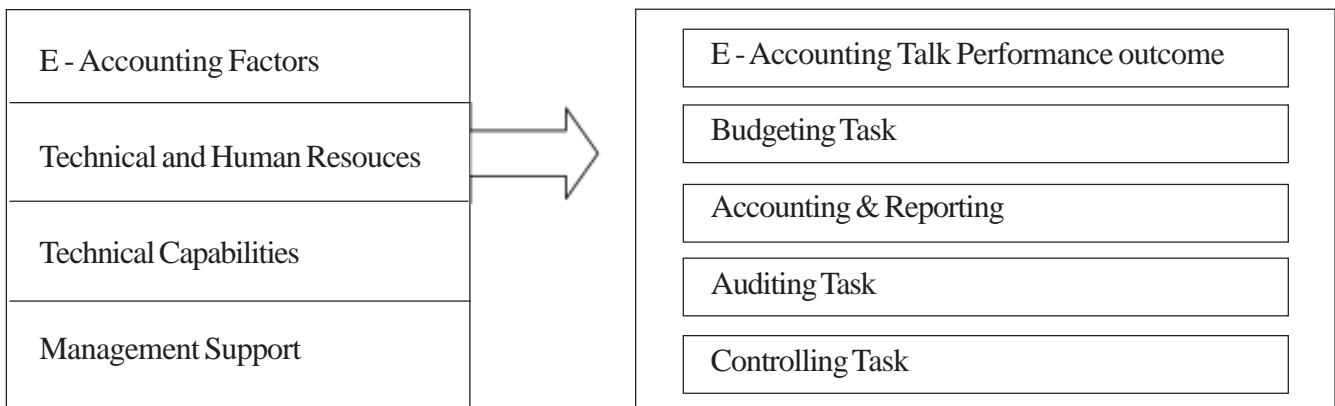 E - Accounting Factors
Technical and Human Resouces
Technical Capabilities
Management Support
E - Accounting Talk Performance outcome
Budgeting Task
Accounting & Reporting
Auditing Task
Controlling Task